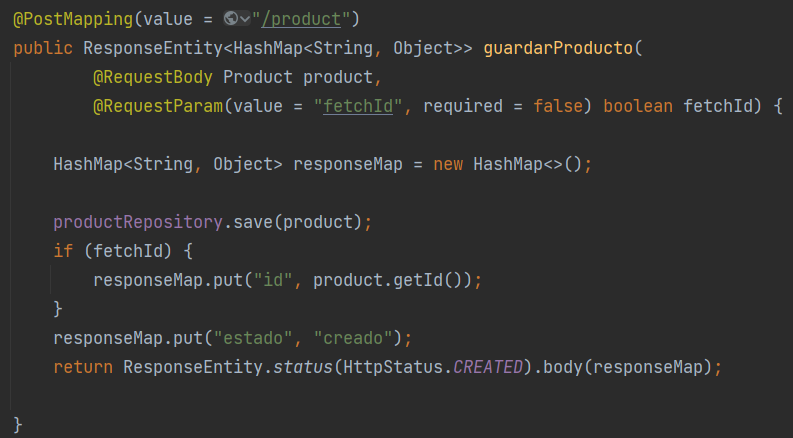 @PostMapping(value = "/product")
public ResponseEntity<HashMap<String, Object>> guardarProducto(
@RequestBody Product product,
@RequestParam(value = "fetchId", required = false) boolean fetchId) {
HashMap<String, Object> responseMap = new HashMap<>();
productRepository.save(product);
if (fetchId) {
responseMap.put("id", product.getId());
}
responseMap.put("estado", "creado");
return ResponseEntity.status(HttpStatus.CREATED).body(responseMap);
}